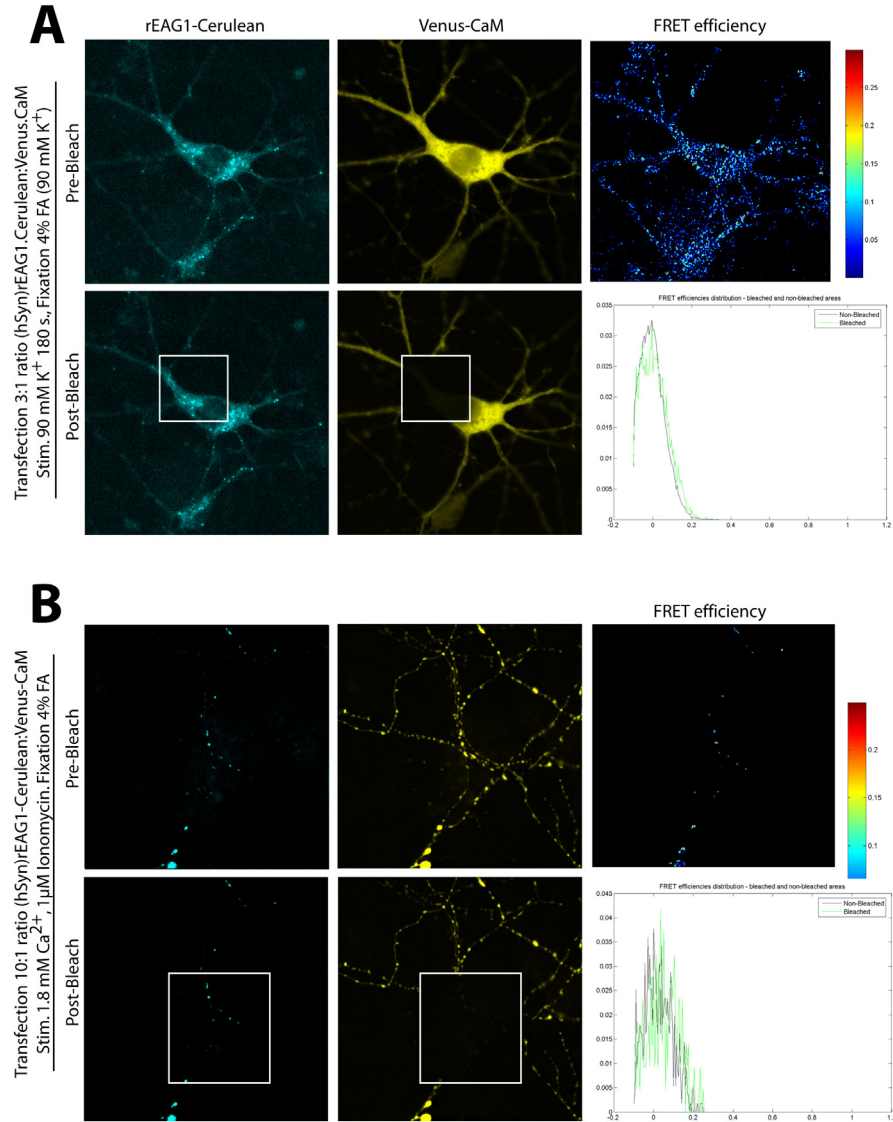 A
rEAG1-Cerulean
Venus-CaM
FRET efficiency
Transfection 3:1 ratio (hSyn)rEAG1.Cerulean:Venus.CaM
Stim. 90 mM K⁺ 180 s., Fixation 4% FA (90 mM K⁺)
Pre-Bleach
0.25
0.2
0.15
0.1
0.05
Post-Bleach
FRET efficiencies distribution - bleached and non-bleached areas
Non-Bleached
Bleached
0.035
0.03
0.025
0.02
0.015
0.01
0.005
0
-0.2 0 0.2 0.4 0.6 0.8 1 1.2
B
FRET efficiency
Transfection 10:1 ratio (hSyn)rEAG1-Cerulean:Venus-CaM
Stim. 1.8 mM Ca²⁺, 1µM Ionomycin. Fixation 4% FA
Pre-Bleach
0.2
0.15
0.1
Post-Bleach
FRET efficiencies distribution - bleached and non-bleached areas
Non-Bleached
Bleached
0.045
0.04
0.035
0.03
0.025
0.02
0.015
0.01
0.005
0
-0.2 0 0.2 0.4 0.6 0.8 1 1.2